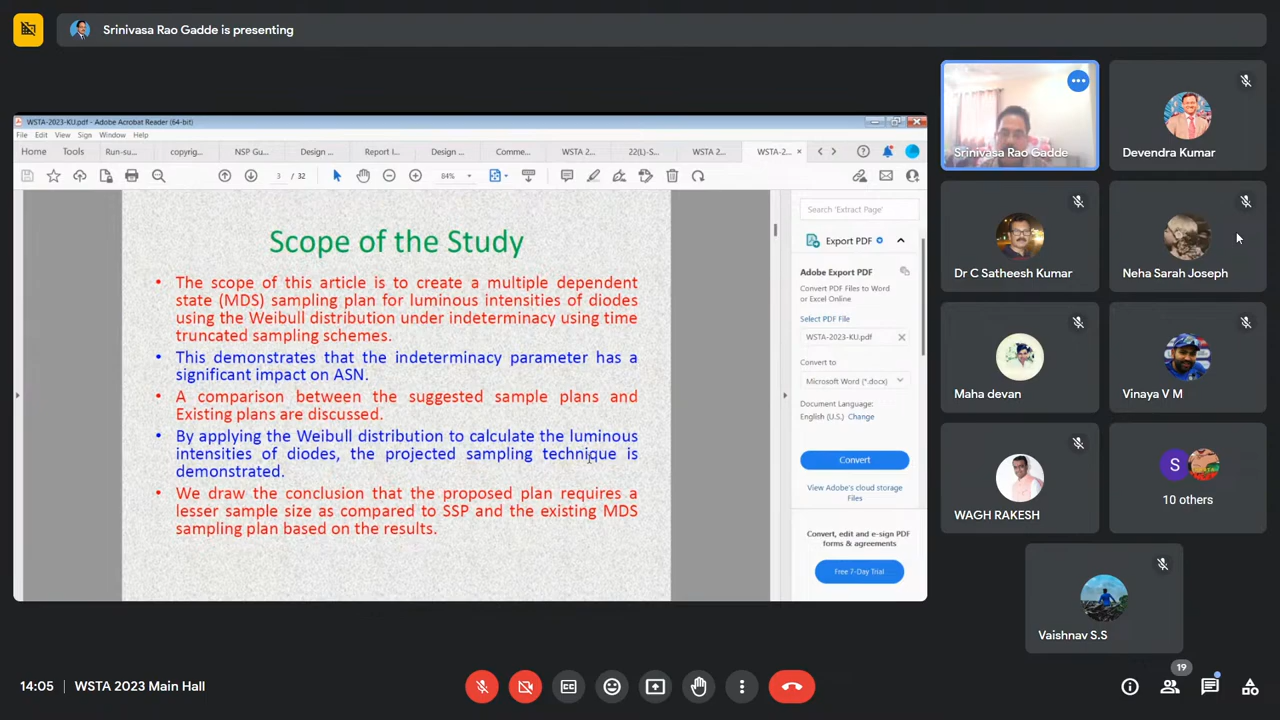 Srinivasa Rao Gadde is presenting
WSTA-2023-KU.pdf - Adobe Acrobat Reader (64-bit)
File Edit View Sign Window Help
Home Tools Run-su... copyrig... NSP Gu... Design ... Report I... Design ... Comme... WSTA 2... 22(L)-S... WSTA 2... WSTA-2... ×
3 / 32 84%
Scope of the Study
• The scope of this article is to create a multiple dependent
state (MDS) sampling plan for luminous intensities of diodes
using the Weibull distribution under indeterminacy using time
truncated sampling schemes.
• This demonstrates that the indeterminacy parameter has a
significant impact on ASN.
• A comparison between the suggested sample plans and
Existing plans are discussed.
• By applying the Weibull distribution to calculate the luminous
intensities of diodes, the projected sampling technique is
demonstrated.
• We draw the conclusion that the proposed plan requires a
lesser sample size as compared to SSP and the existing MDS
sampling plan based on the results.
Search 'Extract Page'
Export PDF
Adobe Export PDF
Convert PDF Files to Word
or Excel Online
Select PDF File
WSTA-2023-KU.pdf
Convert to
Microsoft Word (*.docx)
Document Language:
English (U.S.) Change
Convert
View Adobe's cloud storage
Files
Convert, edit and e-sign PDF
forms & agreements
Free 7-Day Trial
Srinivasa Rao Gadde
Devendra Kumar
Dr C Satheesh Kumar
Neha Sarah Joseph
Maha devan
Vinaya V M
WAGH RAKESH
S
10 others
Vaishnav S.S
14:05 | WSTA 2023 Main Hall
19